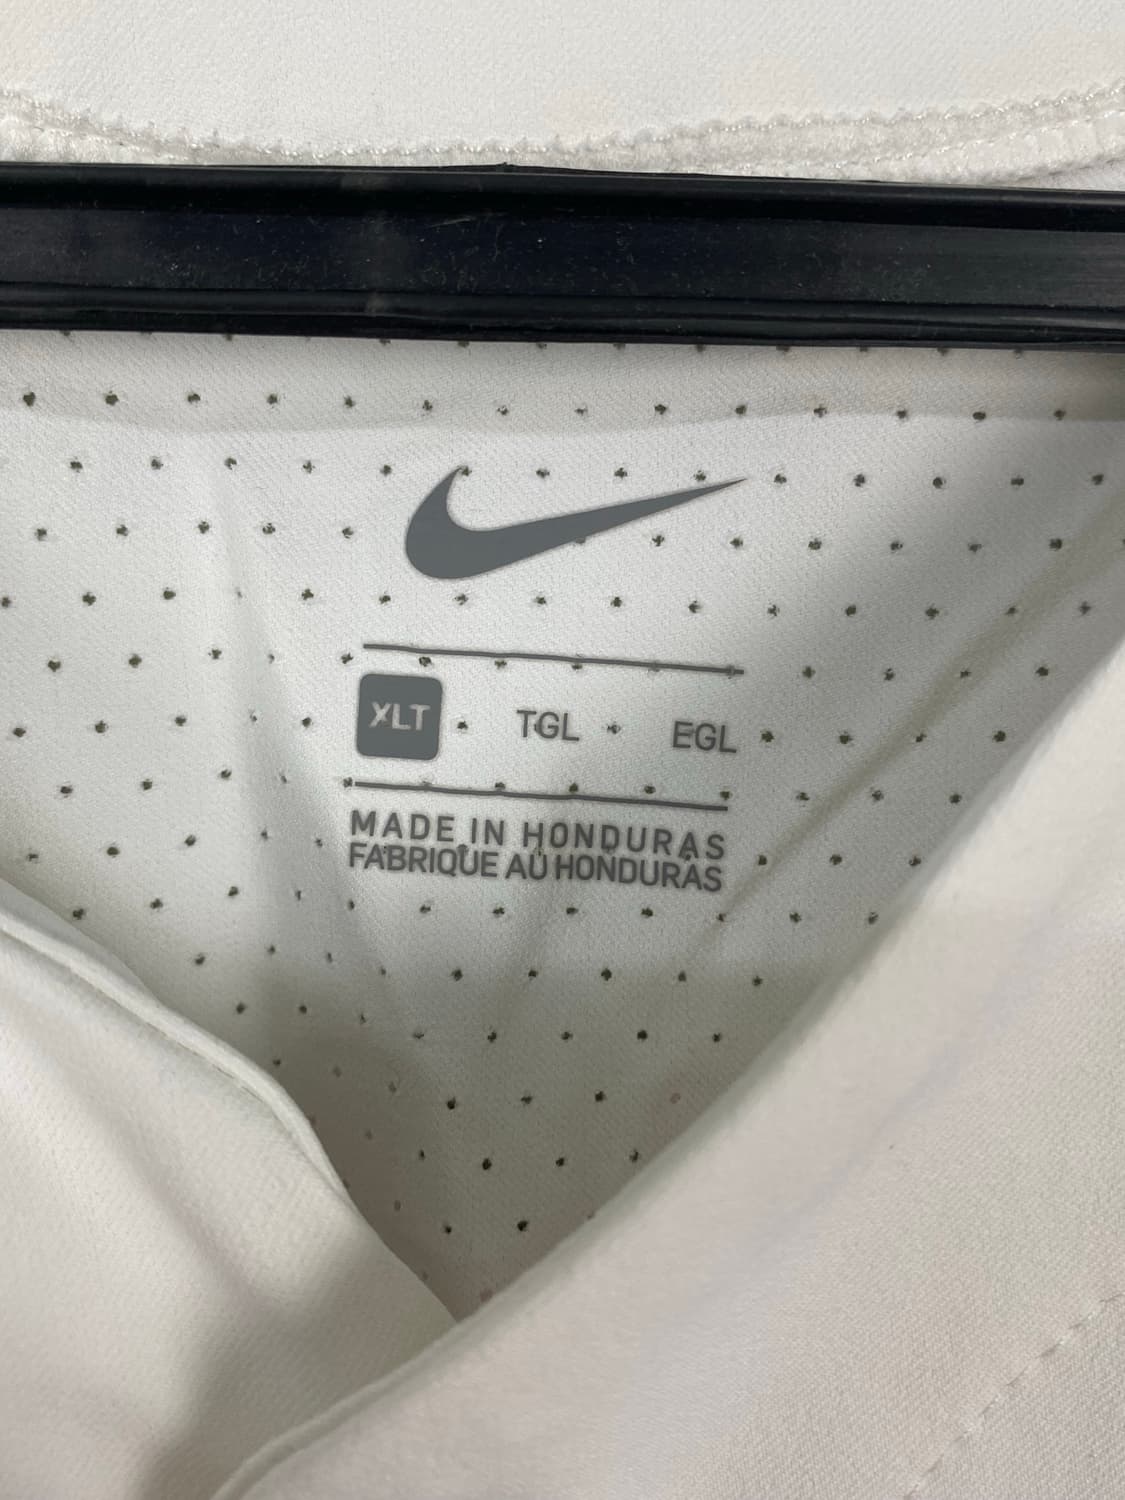 XLT TGL EGL
MADE IN HONDURAS
FABRIQUE AU HONDURAS